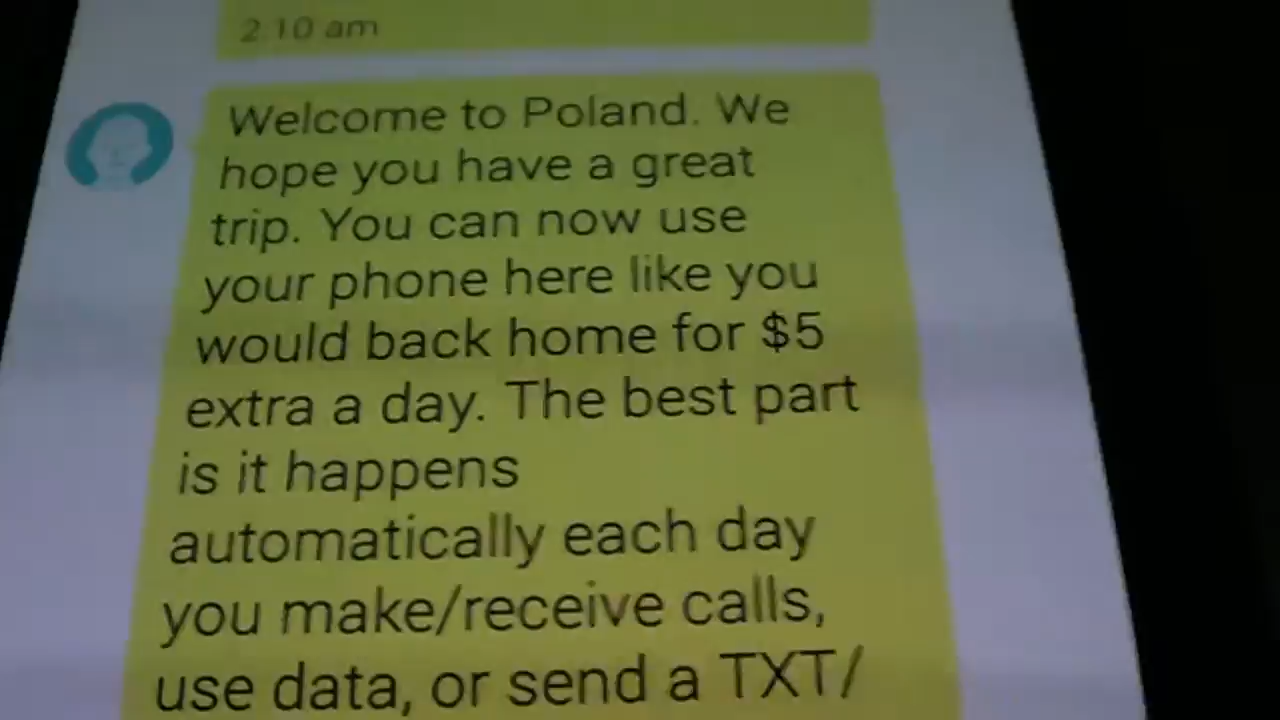 2:10 am
Welcome to Poland. We
hope you have a great
trip. You can now use
your phone here like you
would back home for $5
extra a day. The best part
is it happens
automatically each day
you make/receive calls,
use data, or send a TXT/